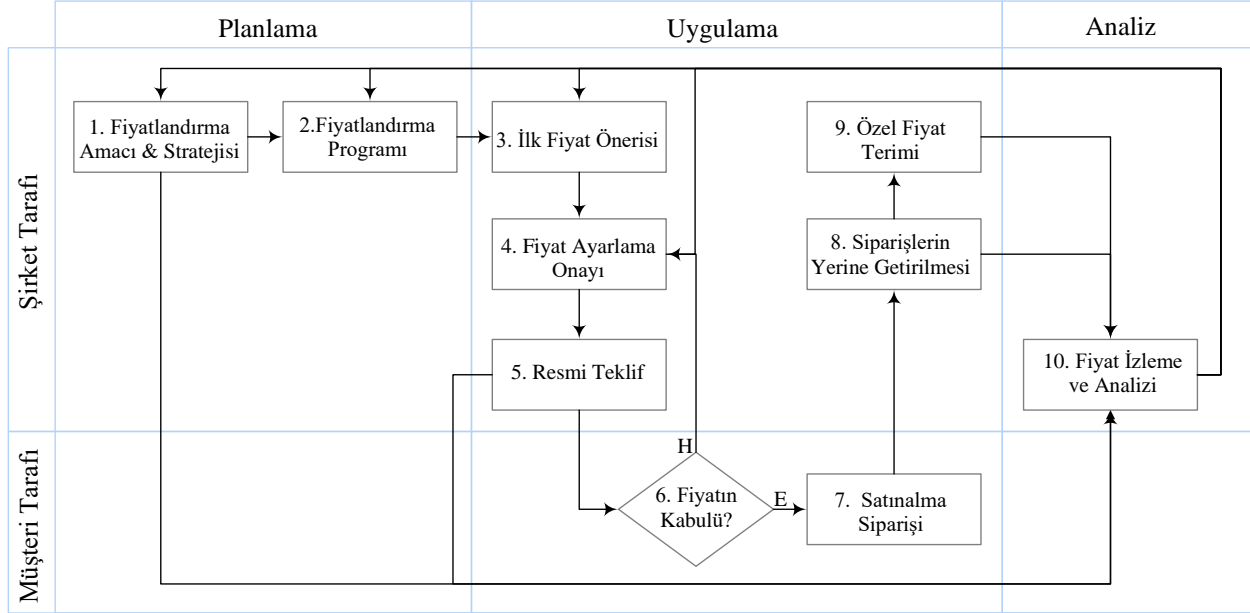 Planlama
Uygulama
Analiz
Şirket Tarafı
Müşteri Tarafı
1. Fiyatlandırma
Amacı & Stratejisi
2.Fiyatlandırma
Programı
3. İlk Fiyat Önerisi
4. Fiyat Ayarlama
Onayı
5. Resmi Teklif
H
6. Fiyatın
Kabulü?
E
7. Satınalma
Siparişi
8. Siparişlerin
Yerine Getirilmesi
9. Özel Fiyat
Terimi
10. Fiyat İzleme
ve Analizi